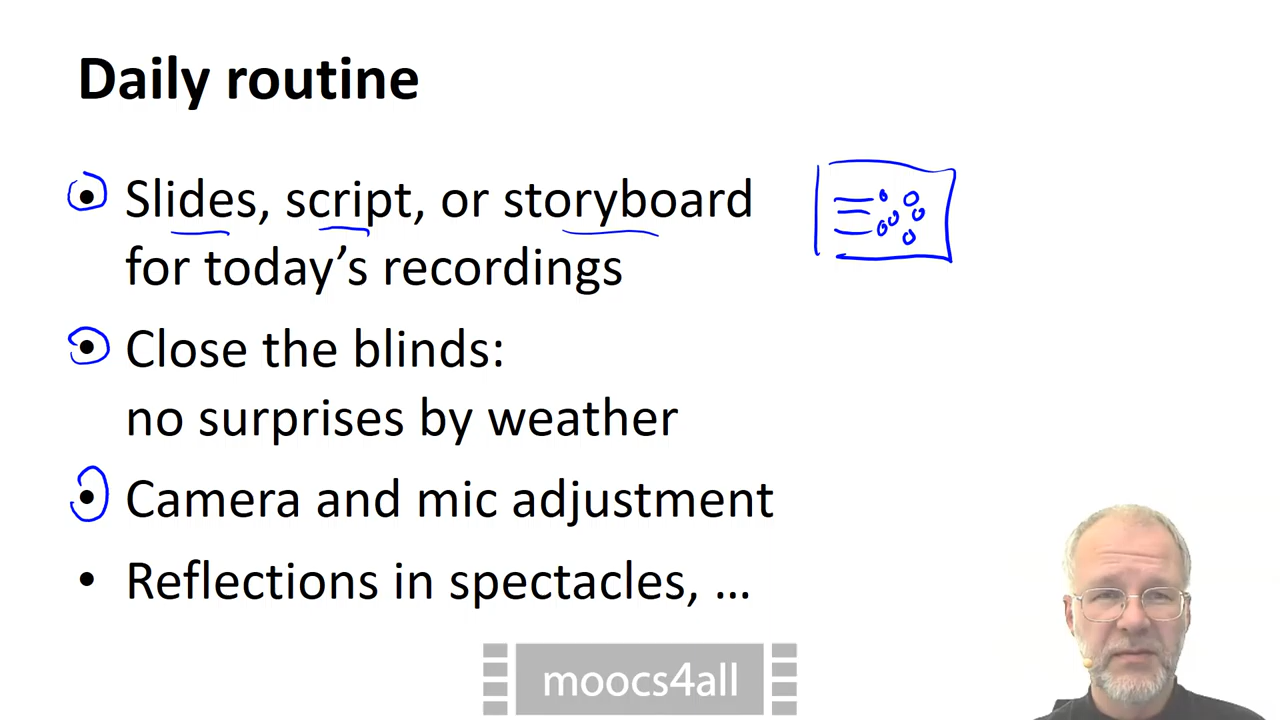 Daily routine
• Slides, script, or storyboard
for today’s recordings
• Close the blinds:
no surprises by weather
• Camera and mic adjustment
• Reflections in spectacles, …
moocs4all